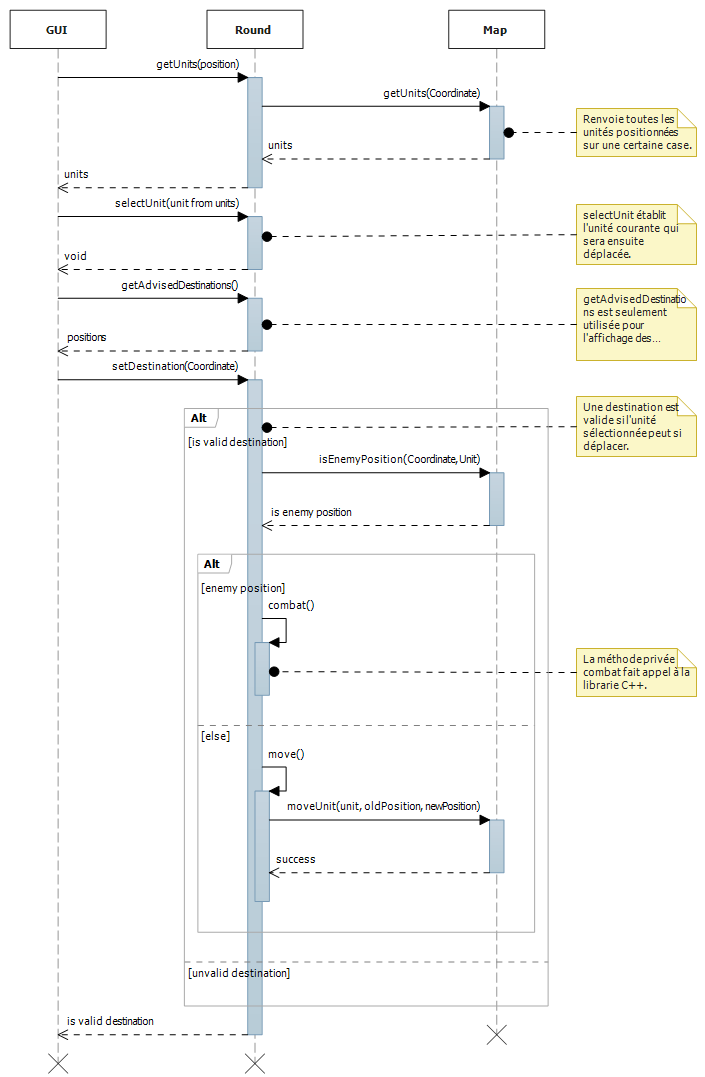 GUI
Round
Map
getUnits(position)
getUnits(Coordinate)
Renvoie toutes les
unités positionnées
sur une certaine case.
units
units
selectUnit(unit from units)
selectUnit établit
l'unité courante qui
sera ensuite
déplacée.
void
getAdvisedDestinations()
getAdvisedDestinatio
ns est seulement
utilisée pour
l'affichage des...
positions
setDestination(Coordinate)
Alt
Une destination est
valide si l'unité
sélectionnée peut si
déplacer.
[is valid destination]
isEnemyPosition(Coordinate, Unit)
is enemy position
Alt
[enemy position]
combat()
La méthode privée
combat fait appel à la
librarie C++.
[else]
move()
moveUnit(unit, oldPosition, newPosition)
success
[unvalid destination]
is valid destination